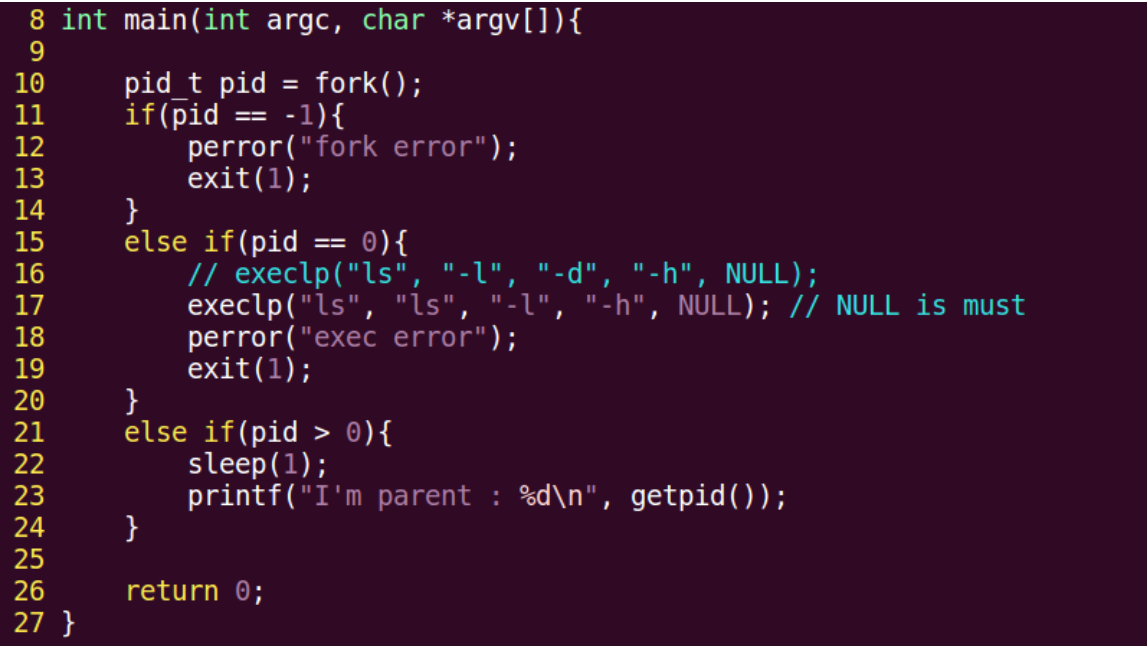 8 int main(int argc, char *argv[]){
9
10     pid_t pid = fork();
11     if(pid == -1){
12         perror("fork error");
13         exit(1);
14     }
15     else if(pid == 0){
16         // execlp("ls", "-l", "-d", "-h", NULL);
17         execlp("ls", "ls", "-l", "-h", NULL); // NULL is must
18         perror("exec error");
19         exit(1);
20     }
21     else if(pid > 0){
22         sleep(1);
23         printf("I'm parent : %d\n", getpid());
24     }
25
26     return 0;
27 }